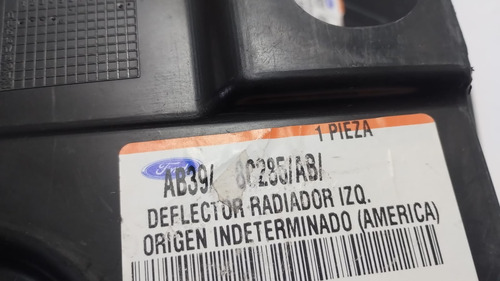 1 PIEZA
Ford
AB39/ 8C285/AB/
DEFLECTOR RADIADOR IZQ.
ORIGEN INDETERMINADO (AMERICA)